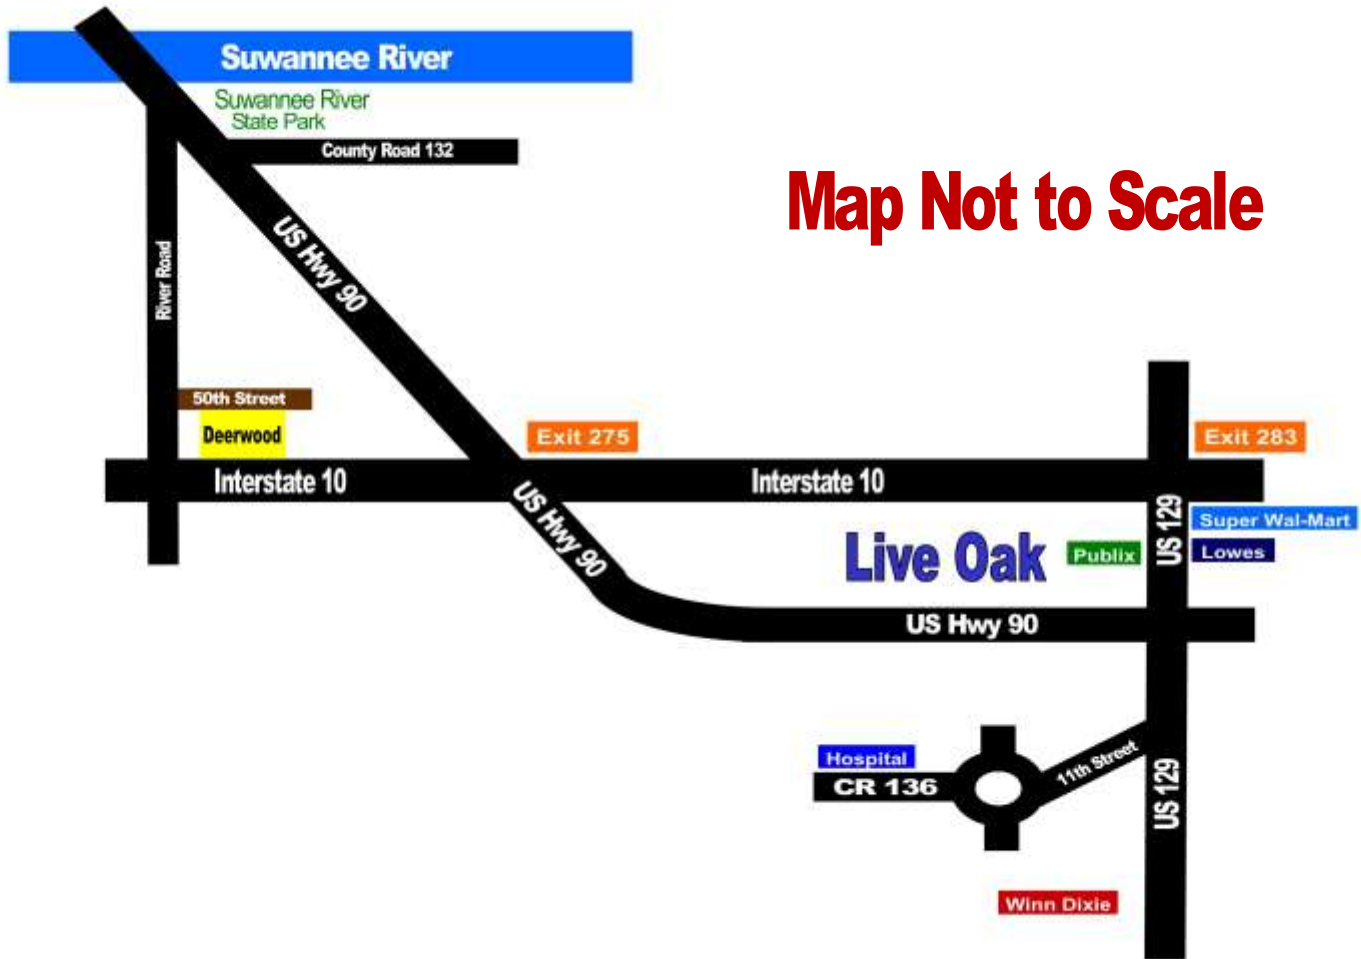 Suwannee River
Suwannee River
State Park
County Road 132
Map Not to Scale
US Hwy 90
River Road
50th Street
Deerwood
Exit 275
Exit 283
Interstate 10
Interstate 10
US Hwy 90
US 129
Super Wal-Mart
Live Oak
Publix
Lowes
US Hwy 90
Hospital
11th Street
CR 136
US 129
Winn Dixie